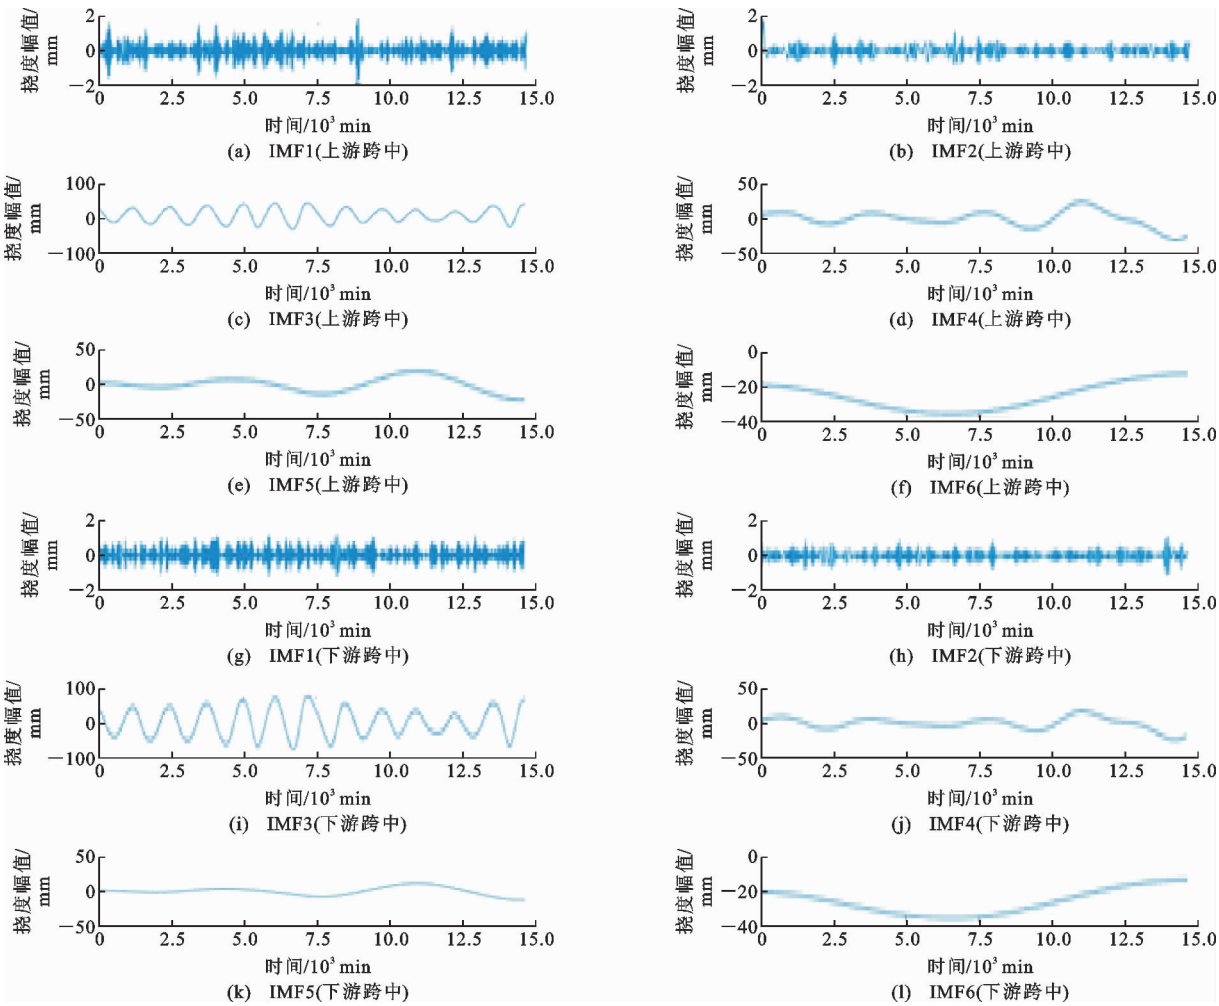 挠度幅值/
mm
2
0
−2
0
2.5
5.0
7.5
10.0
12.5
15.0
时间/10³ min
(a) IMF1(上游跨中)
挠度幅值/
mm
2
0
−2
0
2.5
5.0
7.5
10.0
12.5
15.0
时间/10³ min
(b) IMF2(上游跨中)
挠度幅值/
mm
100
0
−100
0
2.5
5.0
7.5
10.0
12.5
15.0
时间/10³ min
(c) IMF3(上游跨中)
挠度幅值/
mm
50
0
−50
0
2.5
5.0
7.5
10.0
12.5
15.0
时间/10³ min
(d) IMF4(上游跨中)
挠度幅值/
mm
50
0
−50
0
2.5
5.0
7.5
10.0
12.5
15.0
时间/10³ min
(e) IMF5(上游跨中)
挠度幅值/
mm
0
−20
−40
0
2.5
5.0
7.5
10.0
12.5
15.0
时间/10³ min
(f) IMF6(上游跨中)
挠度幅值/
mm
2
0
−2
0
2.5
5.0
7.5
10.0
12.5
15.0
时间/10³ min
(g) IMF1(下游跨中)
挠度幅值/
mm
2
0
−2
0
2.5
5.0
7.5
10.0
12.5
15.0
时间/10³ min
(h) IMF2(下游跨中)
挠度幅值/
mm
100
0
−100
0
2.5
5.0
7.5
10.0
12.5
15.0
时间/10³ min
(i) IMF3(下游跨中)
挠度幅值/
mm
50
0
−50
0
2.5
5.0
7.5
10.0
12.5
15.0
时间/10³ min
(j) IMF4(下游跨中)
挠度幅值/
mm
50
0
−50
0
2.5
5.0
7.5
10.0
12.5
15.0
时间/10³ min
(k) IMF5(下游跨中)
挠度幅值/
mm
0
−20
−40
0
2.5
5.0
7.5
10.0
12.5
15.0
时间/10³ min
(l) IMF6(下游跨中)